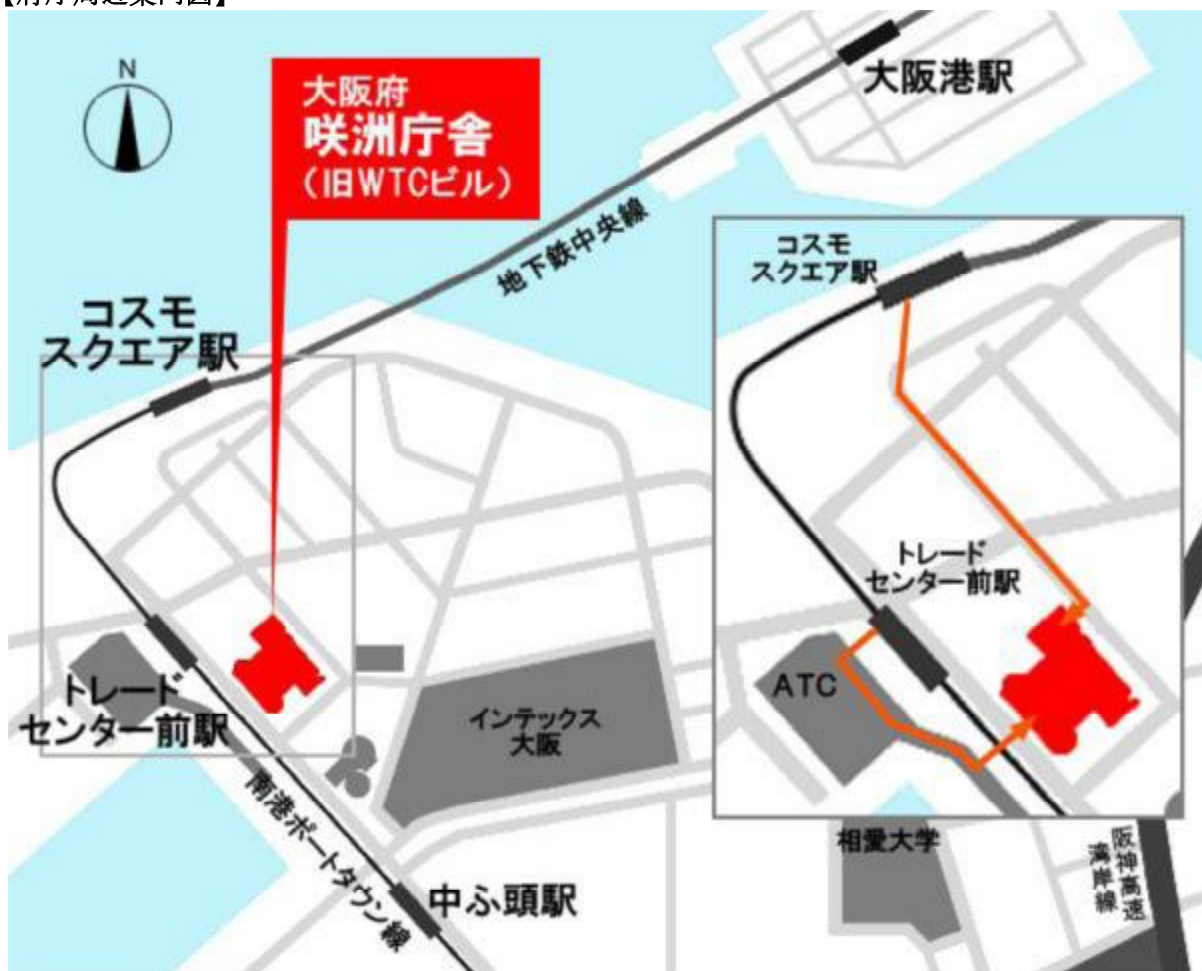 【府庁周辺案内図】
N
大阪府
咲洲庁舎
（旧WTCビル）
大阪港駅
地下鉄中央線
コスモ
スクエア駅
トレード
センター前駅
インテックス
大阪
南港ポートタウン線
中ふ頭駅
コスモ
スクエア駅
トレード
センター前駅
ATC
相愛大学
阪神高速
湾岸線